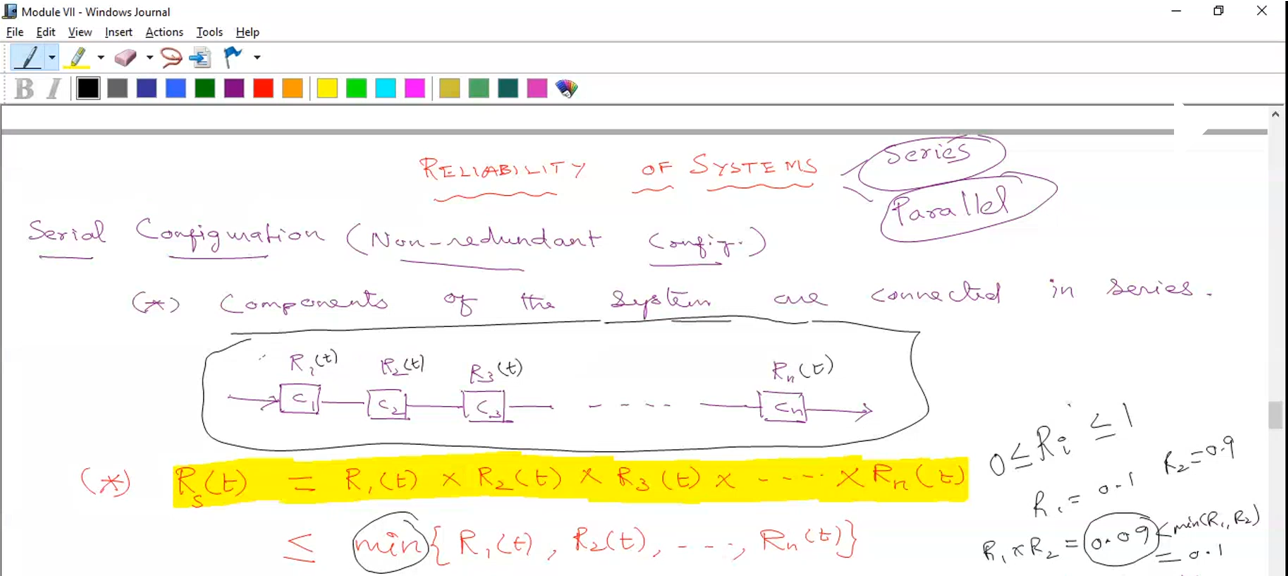 Module VII - Windows Journal
File Edit View Insert Actions Tools Help
B I
RELIABILITY OF SYSTEMS
Series
Parallel
Serial Configuration (Non-redundant Config.)
(*) Components of the system are connected in series.
R₁(t) R₂(t) R₃(t) Rₙ(t)
C₁ C₂ C₃ - - - - - Cₙ
(*) Rₛ(t) = R₁(t) × R₂(t) × R₃(t) × ---- × Rₙ(t)
≤ min{R₁(t), R₂(t), ---, Rₙ(t)}
0 ≤ Ri ≤ 1
R₁ = 0.1 R₂ = 0.9
R₁ × R₂ = 0.09 < min(R₁, R₂)
= 0.1